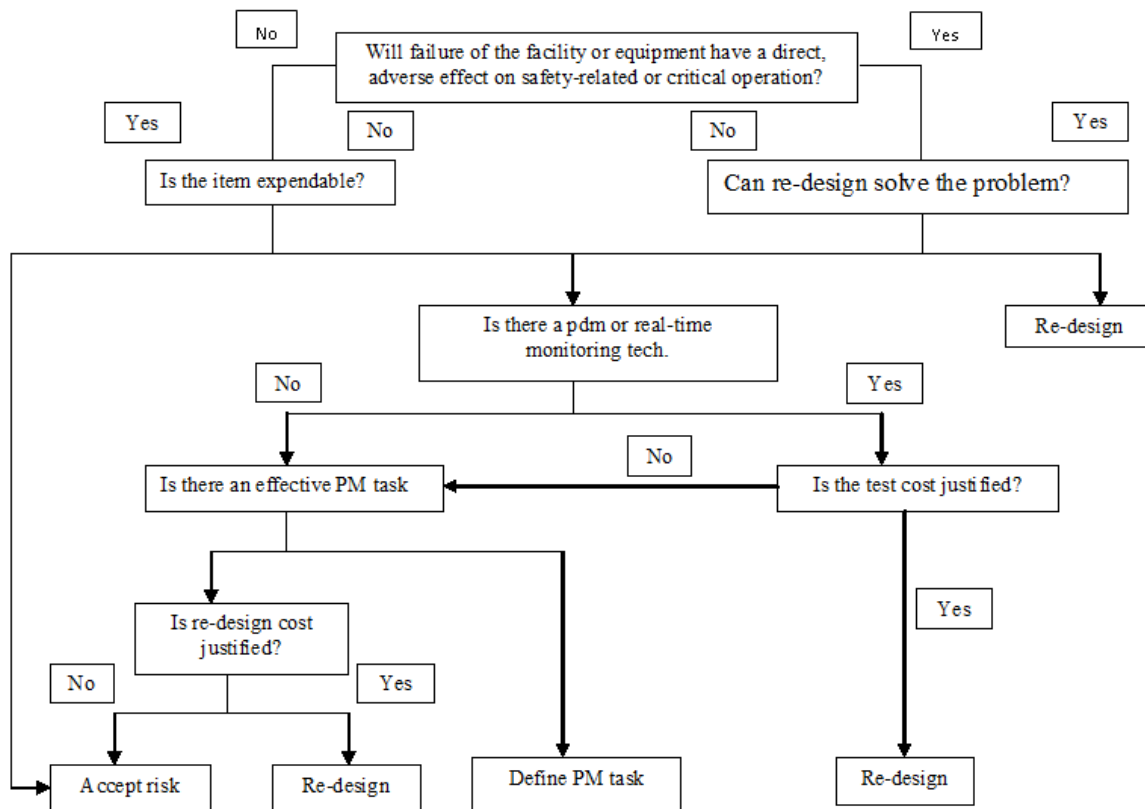 No
Yes
Will failure of the facility or equipment have a direct,
adverse effect on safety-related or critical operation?
Yes
No
No
Yes
Is the item expendable?
Can re-design solve the problem?
Is there a pdm or real-time
monitoring tech.
Re-design
No
Yes
No
Is there an effective PM task
Is the test cost justified?
Is re-design cost
justified?
Yes
No
Yes
Accept risk
Re-design
Define PM task
Re-design